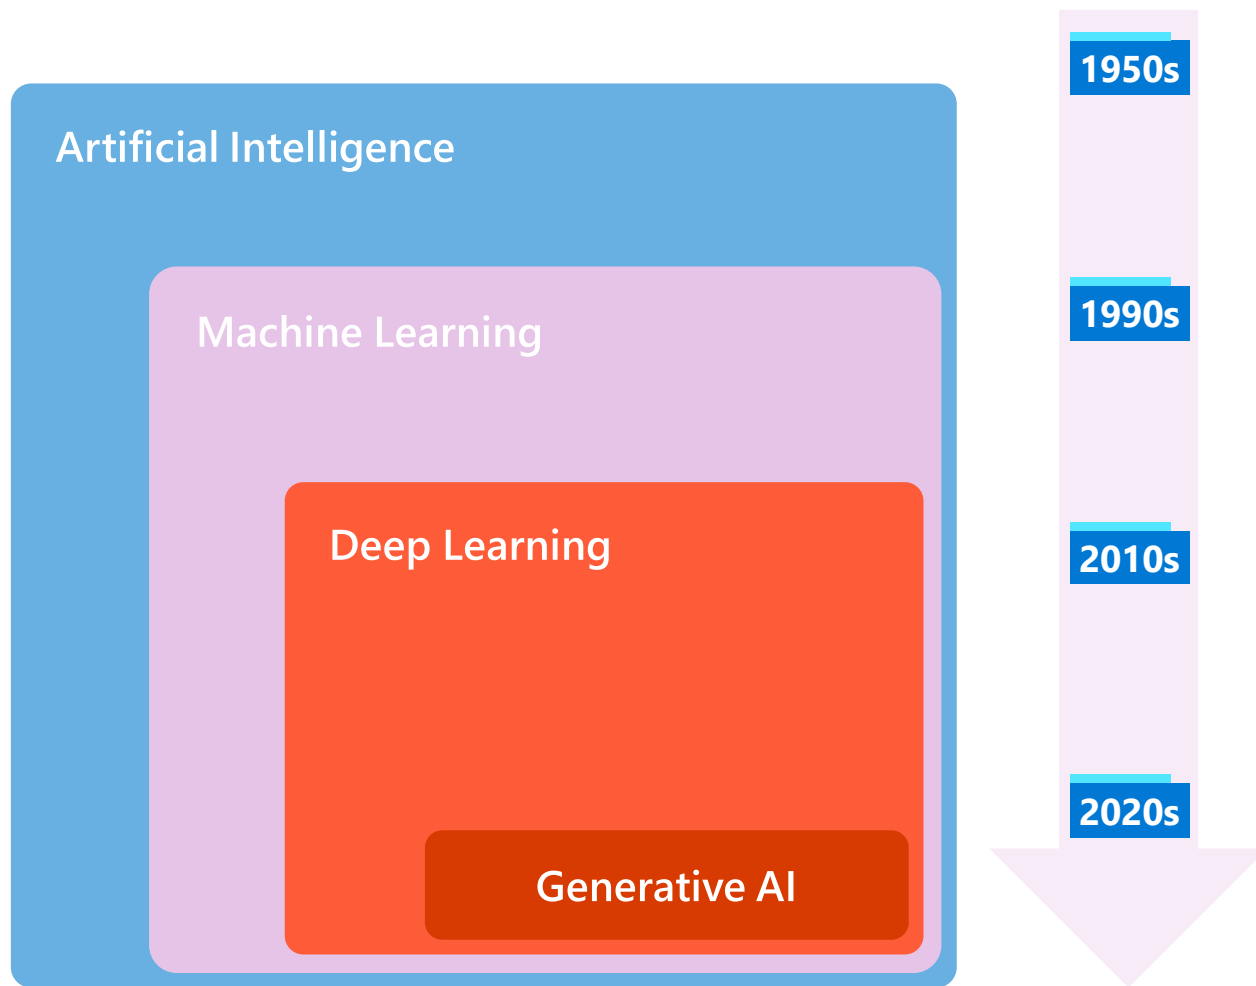 1950s
Artificial Intelligence
1990s
Machine Learning
Deep Learning
2010s
2020s
Generative AI